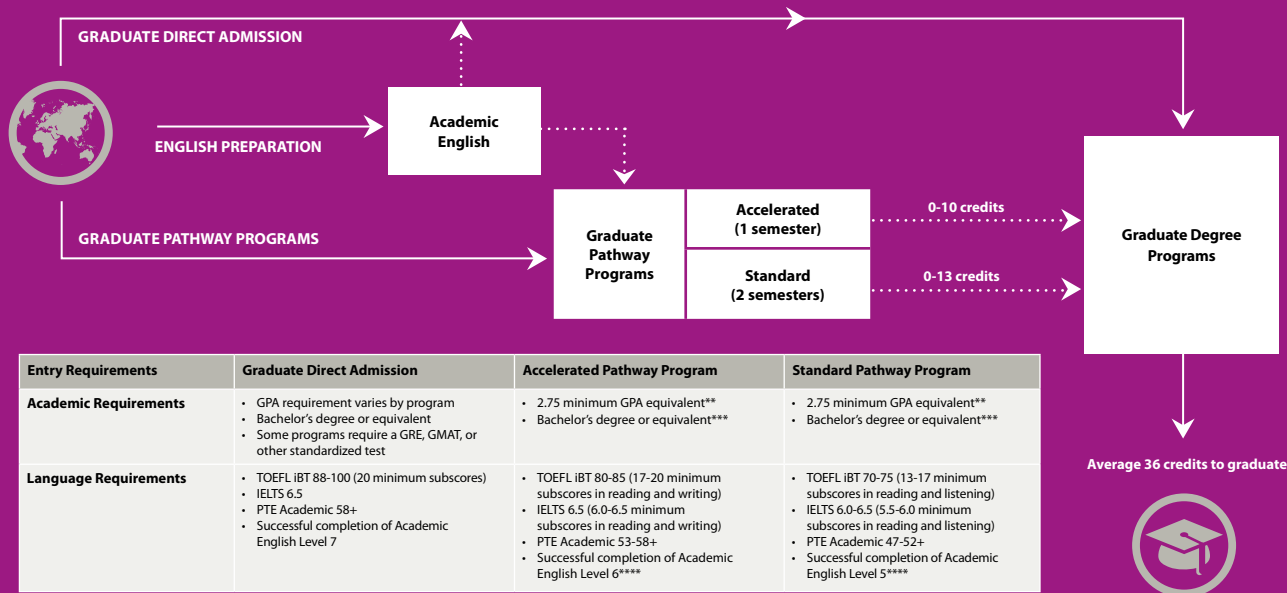 GRADUATE DIRECT ADMISSION
Academic
English
ENGLISH PREPARATION
GRADUATE PATHWAY PROGRAMS
Graduate
Pathway
Programs
Accelerated
(1 semester)
Standard
(2 semesters)
0-10 credits
0-13 credits
Graduate Degree
Programs
Average 36 credits to graduate
Entry Requirements
Graduate Direct Admission
Accelerated Pathway Program
Standard Pathway Program
Academic Requirements
• GPA requirement varies by program
• Bachelor's degree or equivalent
• Some programs require a GRE, GMAT, or
other standardized test
• 2.75 minimum GPA equivalent**
• Bachelor's degree or equivalent***
• 2.75 minimum GPA equivalent**
• Bachelor's degree or equivalent***
Language Requirements
• TOEFL iBT 88-100 (20 minimum subscores)
• IELTS 6.5
• PTE Academic 58+
• Successful completion of Academic
English Level 7
• TOEFL iBT 80-85 (17-20 minimum
subscores in reading and writing)
• IELTS 6.5 (6.0-6.5 minimum
subscores in reading and writing)
• PTE Academic 53-58+
• Successful completion of Academic
English Level 6****
• TOEFL iBT 70-75 (13-17 minimum
subscores in reading and listening)
• IELTS 6.0-6.5 (5.5-6.0 minimum
subscores in reading and listening)
• PTE Academic 47-52+
• Successful completion of Academic
English Level 5****